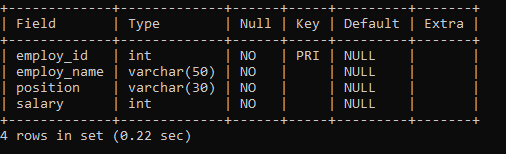 +-------------+-------------+------+-----+---------+-------+
| Field       | Type        | Null | Key | Default | Extra |
+-------------+-------------+------+-----+---------+-------+
| employ_id   | int         | NO   | PRI | NULL    |       |
| employ_name | varchar(50) | NO   |     | NULL    |       |
| position    | varchar(30) | NO   |     | NULL    |       |
| salary      | int         | NO   |     | NULL    |       |
+-------------+-------------+------+-----+---------+-------+
4 rows in set (0.22 sec)